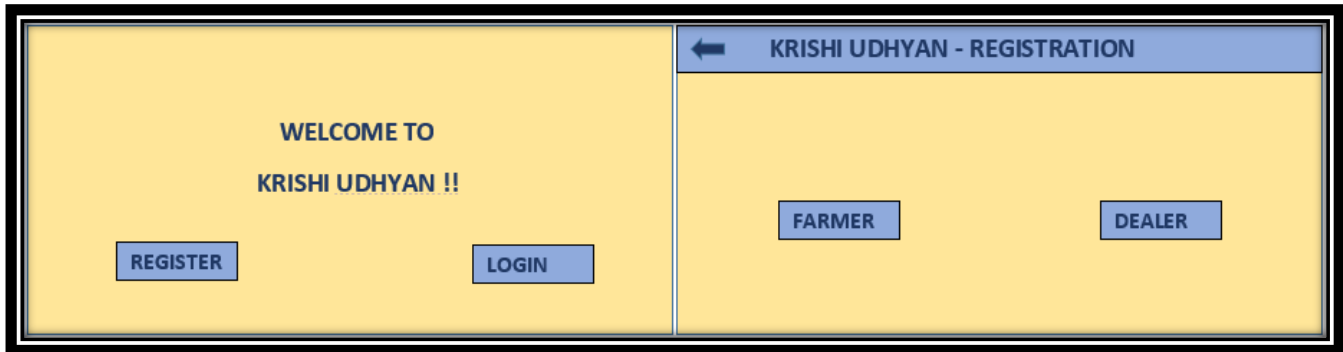 WELCOME TO
KRISHI UDHYAN !!
REGISTER
LOGIN
KRISHI UDHYAN - REGISTRATION
FARMER
DEALER